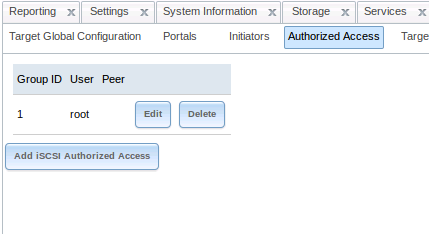 Reporting x Settings x System Information x Storage x Services
Target Global Configuration Portals Initiators Authorized Access Targe
Group ID User Peer
1 root Edit Delete
Add iSCSI Authorized Access